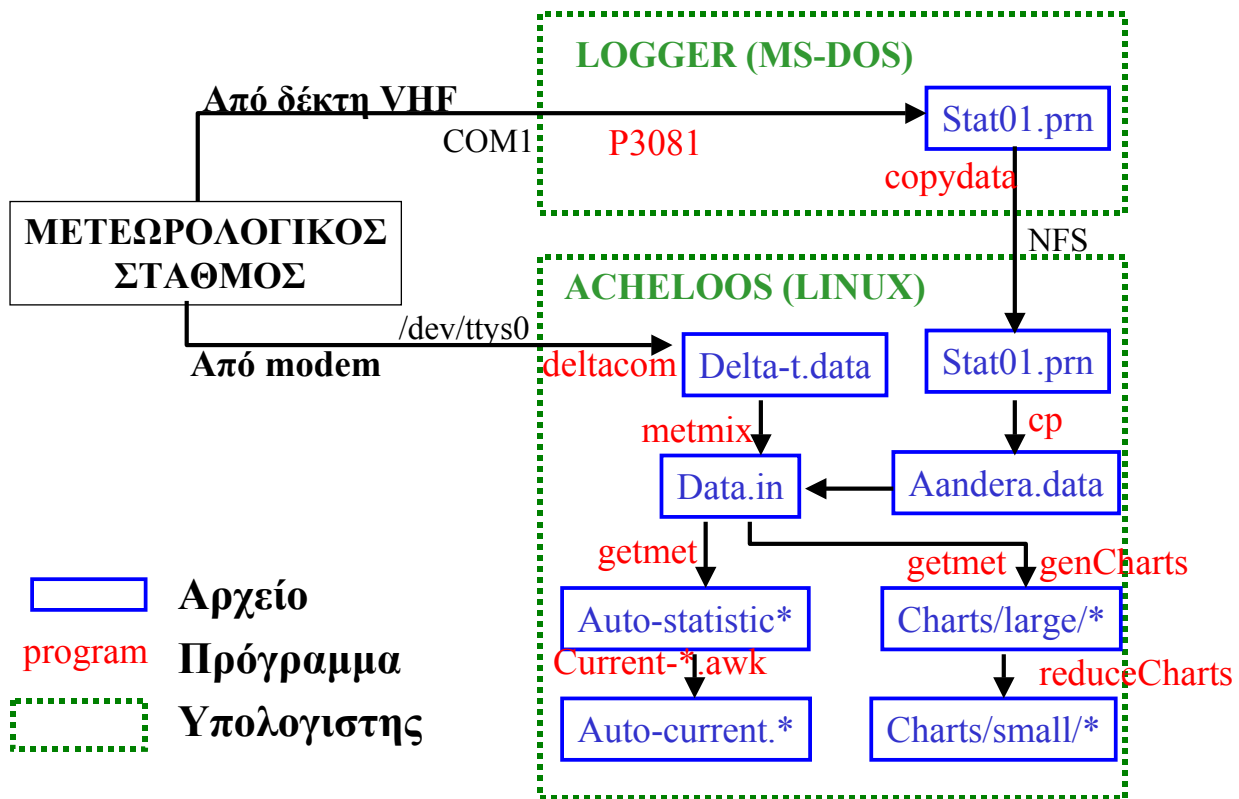 LOGGER (MS-DOS)
Από δέκτη VHF
COM1
P3081
Stat01.prn
copydata
ΜΕΤΕΩΡΟΛΟΓΙΚΟΣ
ΣΤΑΘΜΟΣ
NFS
ACHELOOS (LINUX)
/dev/ttys0
Από modem
deltacom
Delta-t.data
Stat01.prn
metmix
cp
Data.in
Aandera.data
getmet
getmet
genCharts
Αρχείο
Auto-statistic*
Charts/large/*
program
Πρόγραμμα
Current-*.awk
reduceCharts
Υπολογιστης
Auto-current.*
Charts/small/*